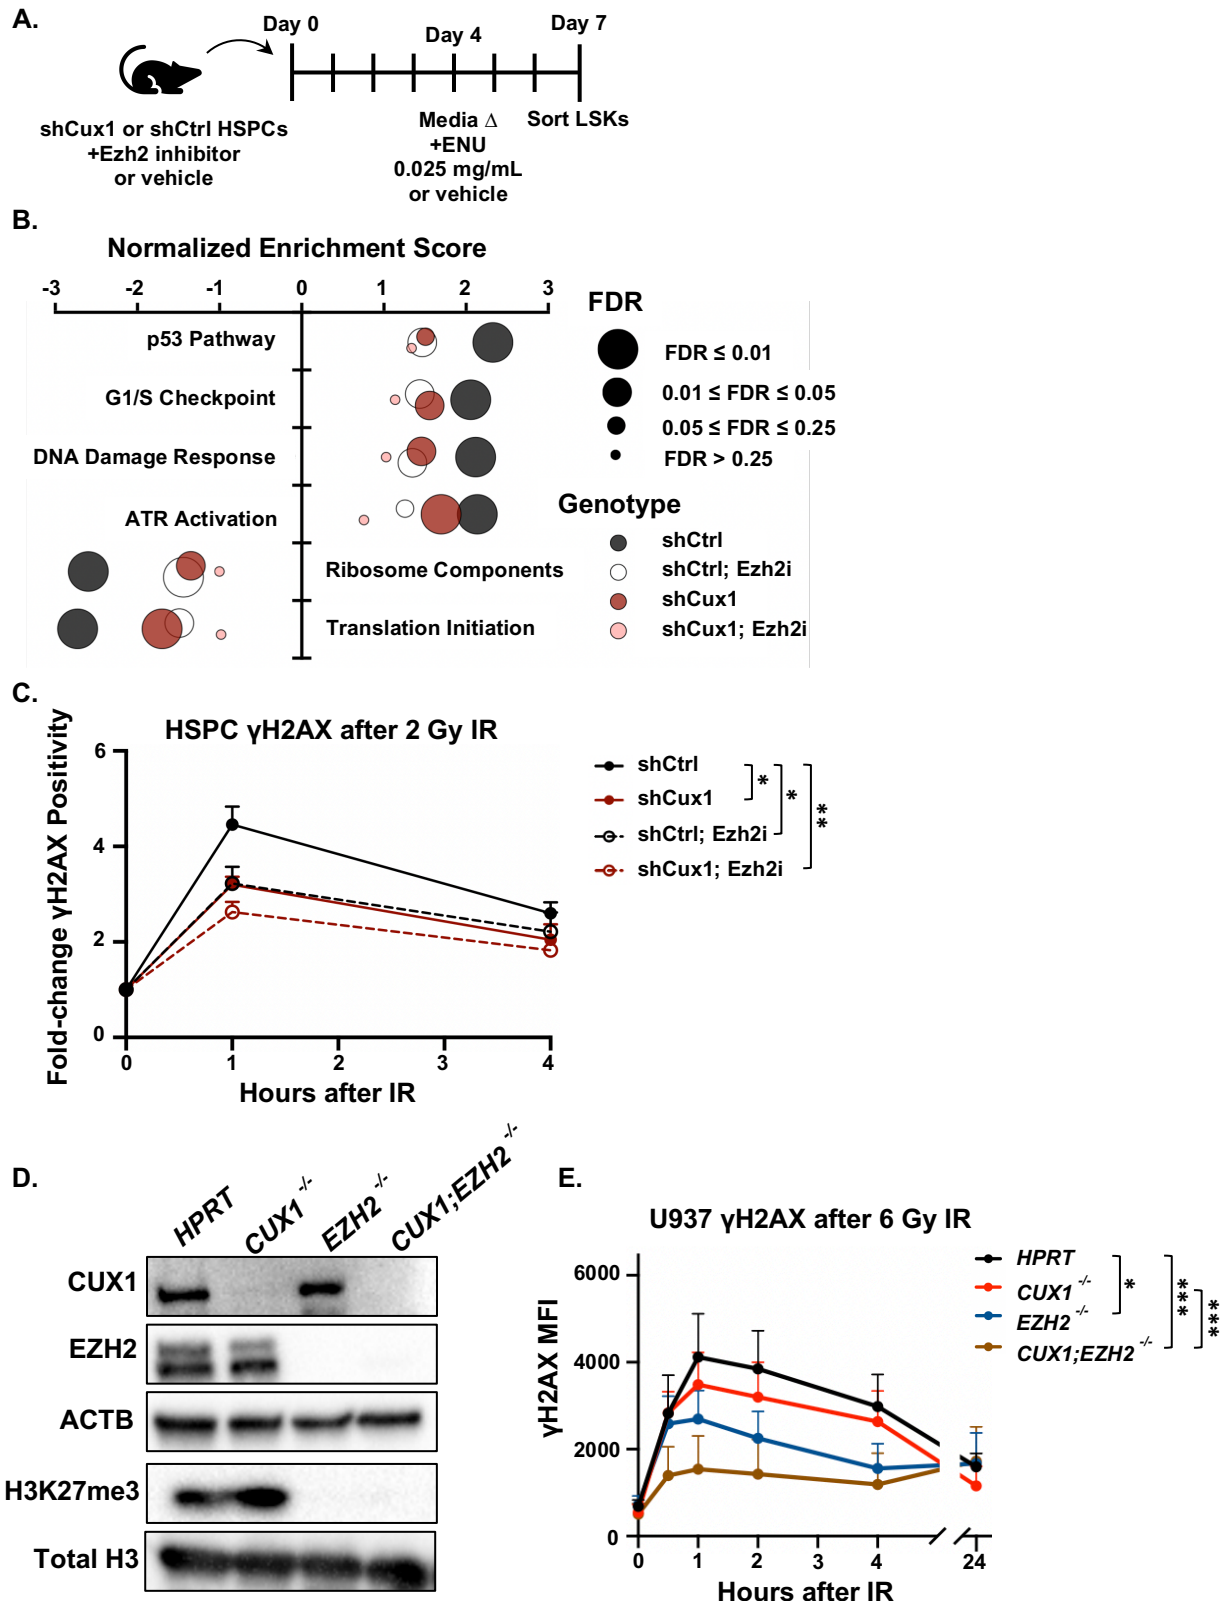 A.
Day 0
Day 4
Day 7
shCux1 or shCtrl HSPCs
+Ezh2 inhibitor
or vehicle
Media Δ
+ENU
0.025 mg/mL
or vehicle
Sort LSKs
B.
Normalized Enrichment Score
-3 -2 -1 0 1 2 3
p53 Pathway
G1/S Checkpoint
DNA Damage Response
ATR Activation
Ribosome Components
Translation Initiation
FDR
FDR ≤ 0.01
0.01 ≤ FDR ≤ 0.05
0.05 ≤ FDR ≤ 0.25
FDR > 0.25
Genotype
shCtrl
shCtrl; Ezh2i
shCux1
shCux1; Ezh2i
C.
HSPC γH2AX after 2 Gy IR
Fold-change γH2AX Positivity
6
4
2
0
0 1 2 3 4
Hours after IR
shCtrl
shCux1
shCtrl; Ezh2i
shCux1; Ezh2i
*
*
**
D.
HPRT
CUX1 -/-
EZH2 -/-
CUX1;EZH2 -/-
CUX1
EZH2
ACTB
H3K27me3
Total H3
E.
U937 γH2AX after 6 Gy IR
γH2AX MFI
6000
4000
2000
0
0 1 2 3 4 24
Hours after IR
HPRT
CUX1 -/-
EZH2 -/-
CUX1;EZH2 -/-
*
***
***